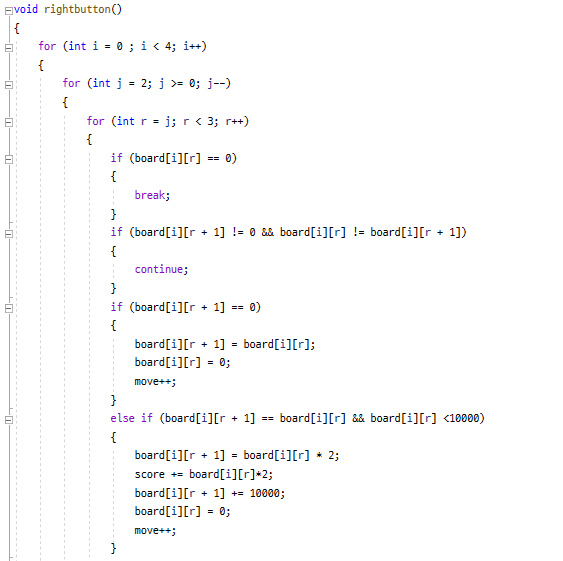 void rightbutton()
{
    for (int i = 0 ; i < 4; i++)
    {
        for (int j = 2; j >= 0; j--)
        {
            for (int r = j; r < 3; r++)
            {
                if (board[i][r] == 0)
                {
                    break;
                }
                if (board[i][r + 1] != 0 && board[i][r] != board[i][r + 1])
                {
                    continue;
                }
                if (board[i][r + 1] == 0)
                {
                    board[i][r + 1] = board[i][r];
                    board[i][r] = 0;
                    move++;
                }
                else if (board[i][r + 1] == board[i][r] && board[i][r] <10000)
                {
                    board[i][r + 1] = board[i][r] * 2;
                    score += board[i][r]*2;
                    board[i][r + 1] += 10000;
                    board[i][r] = 0;
                    move++;
                }